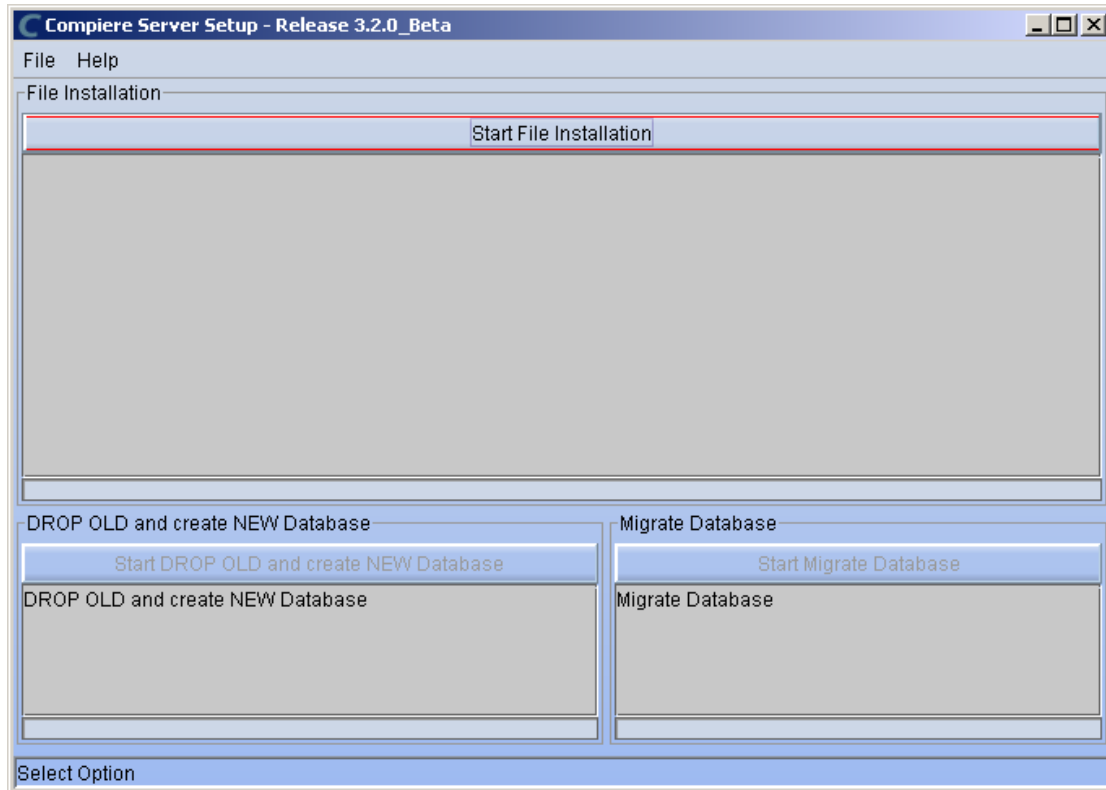 Compiere Server Setup - Release 3.2.0_Beta
File Help
File Installation
Start File Installation
DROP OLD and create NEW Database
Migrate Database
Start DROP OLD and create NEW Database
Start Migrate Database
DROP OLD and create NEW Database
Migrate Database
Select Option